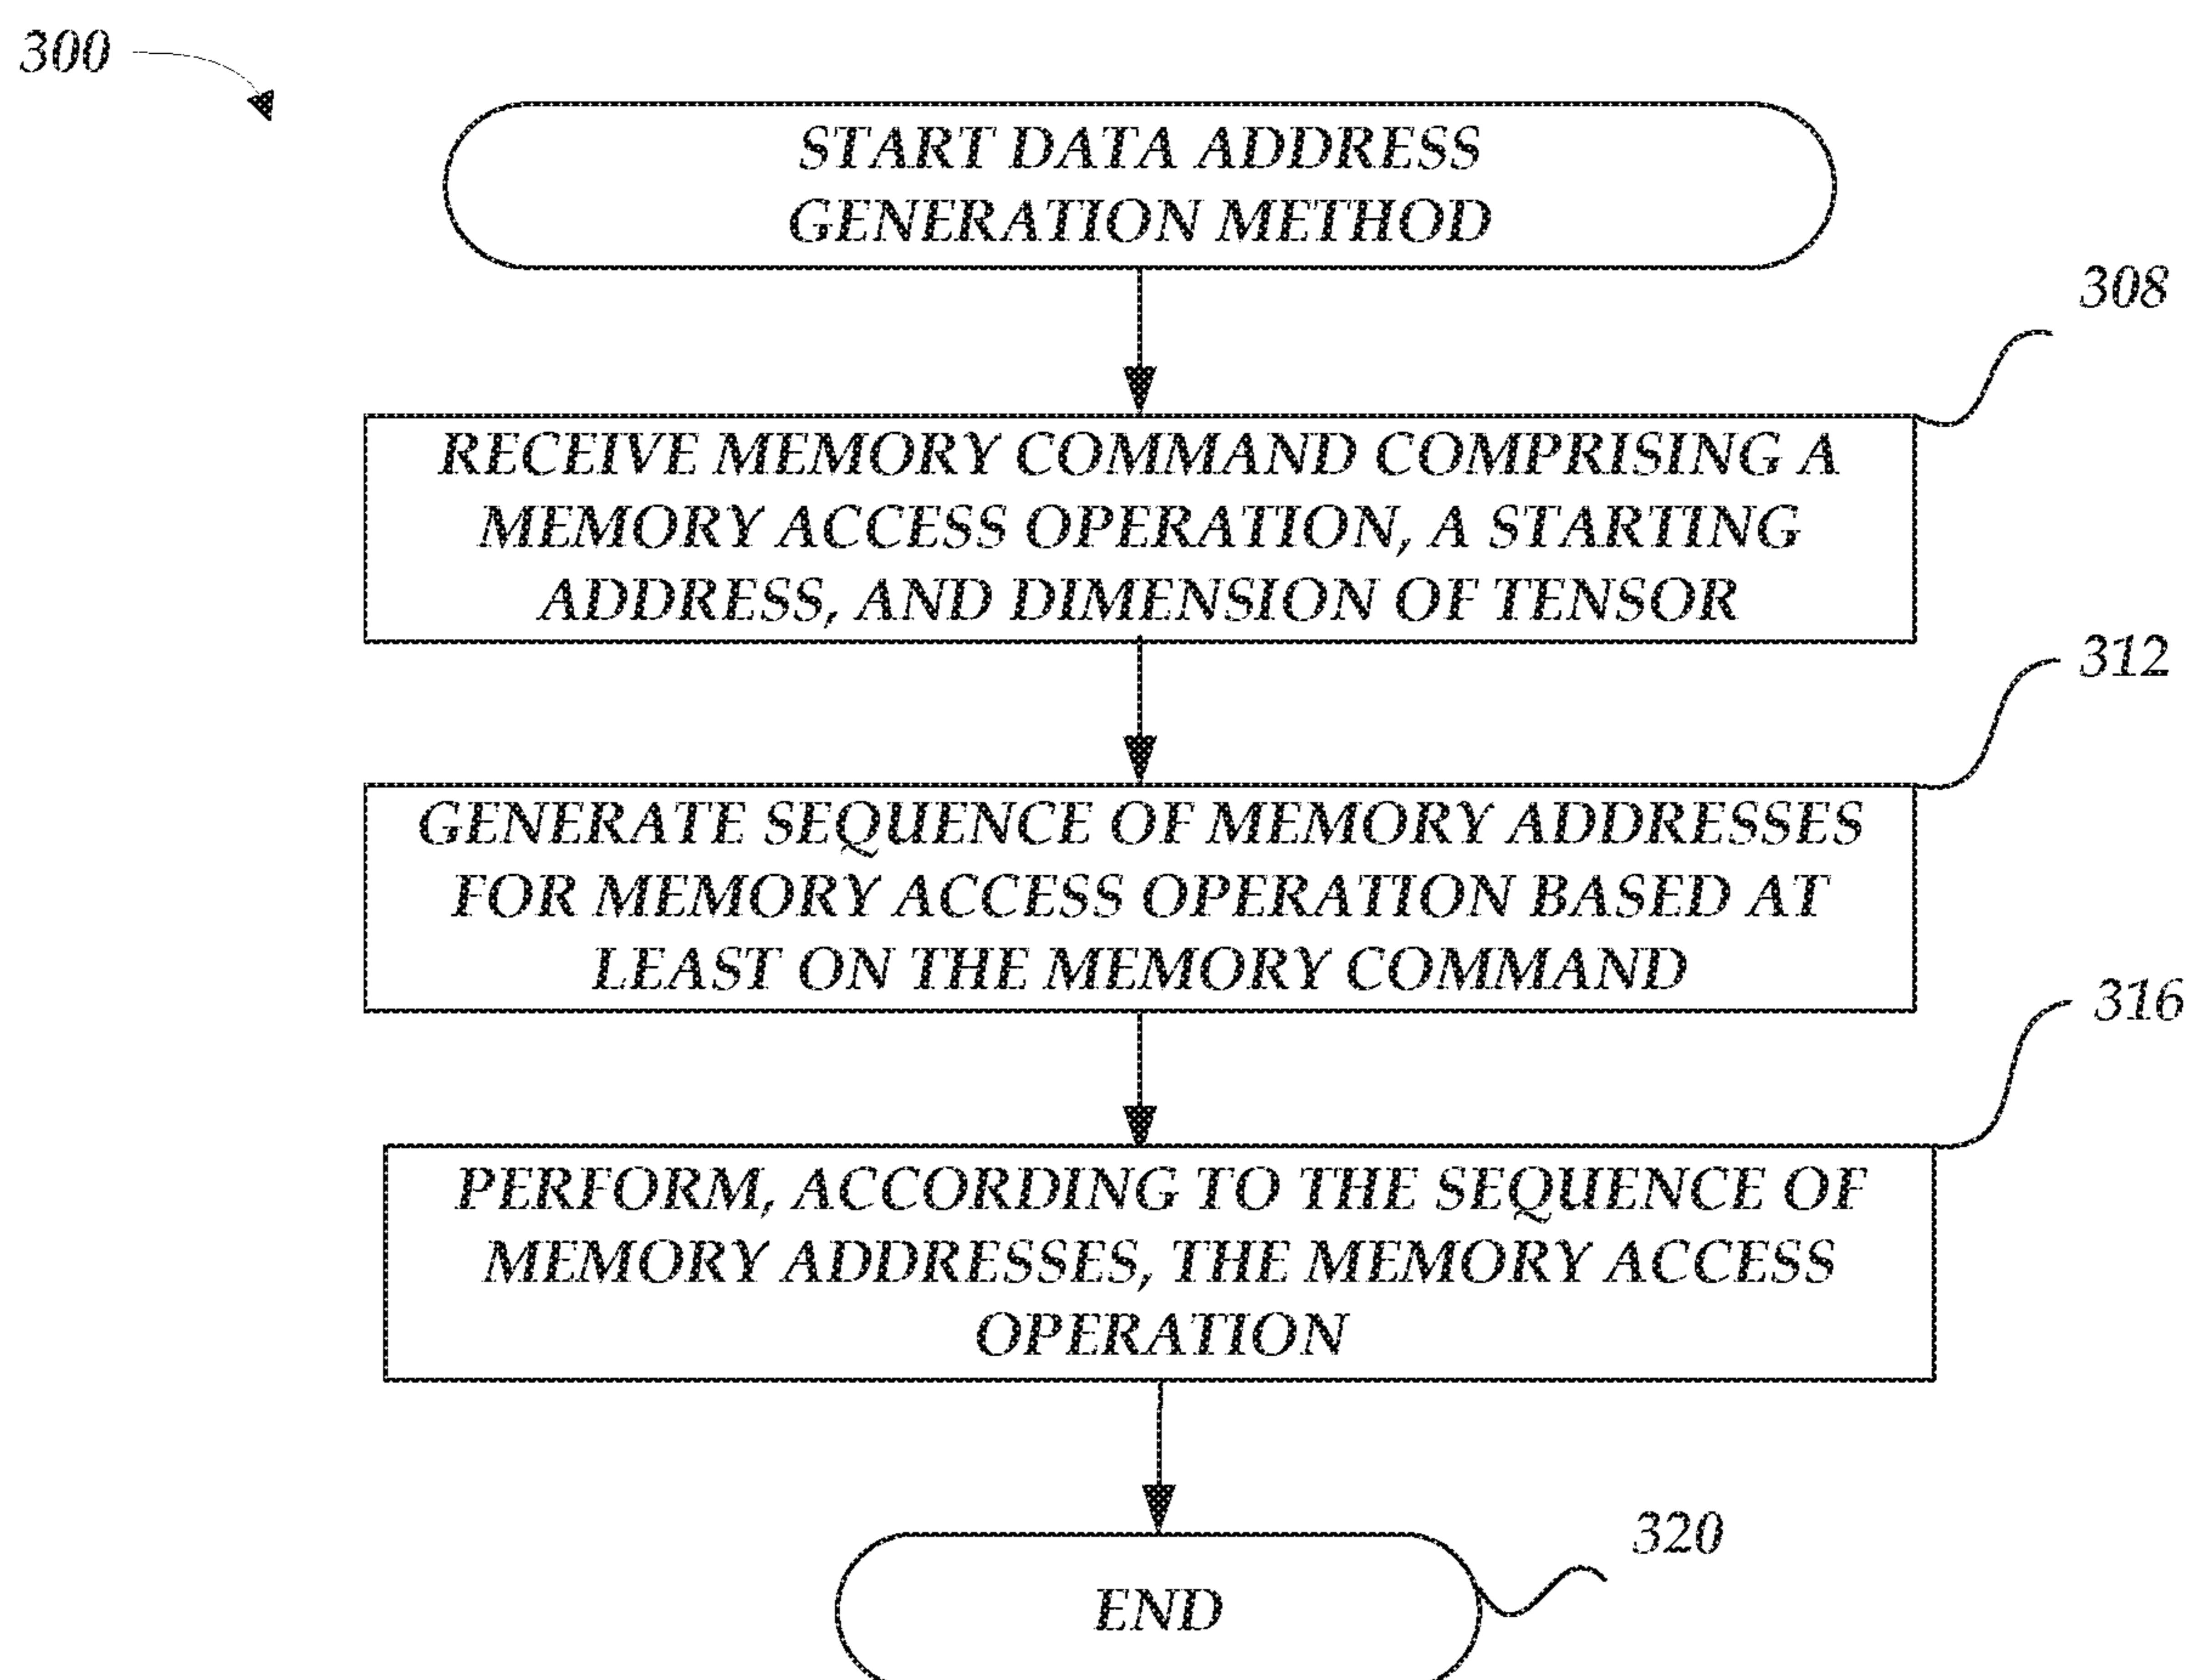 300
START DATA ADDRESS
GENERATION METHOD
308
RECEIVE MEMORY COMMAND COMPRISING A
MEMORY ACCESS OPERATION, A STARTING
ADDRESS, AND DIMENSION OF TENSOR
312
GENERATE SEQUENCE OF MEMORY ADDRESSES
FOR MEMORY ACCESS OPERATION BASED AT
LEAST ON THE MEMORY COMMAND
316
PERFORM, ACCORDING TO THE SEQUENCE OF
MEMORY ADDRESSES, THE MEMORY ACCESS
OPERATION
320
END